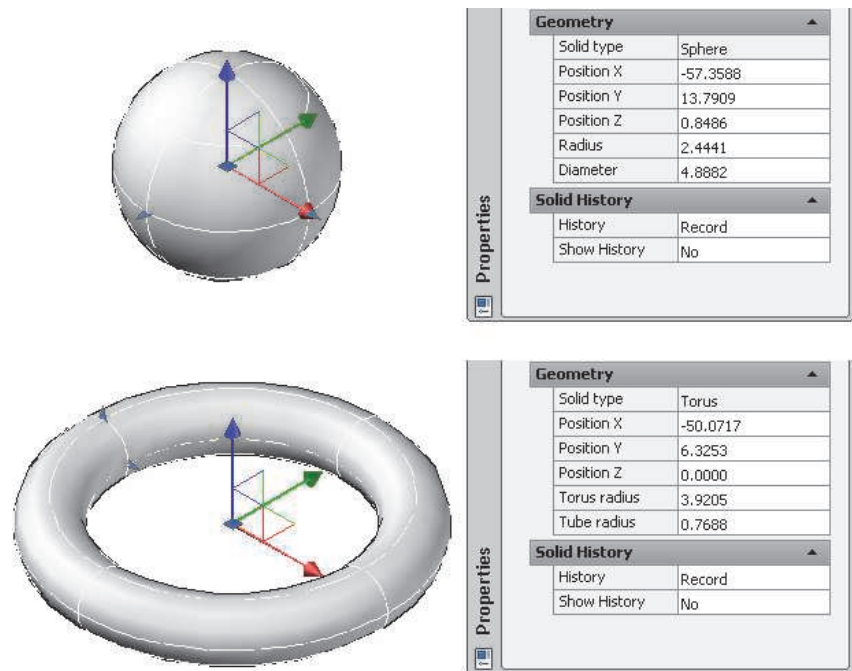 Geometry
Solid type Sphere
Position X -57.3588
Position Y 13.7909
Position Z 0.8486
Radius 2.4441
Diameter 4.8882
Solid History
History Record
Show History No
Properties
Geometry
Solid type Torus
Position X -50.0717
Position Y 6.3253
Position Z 0.0000
Torus radius 3.9205
Tube radius 0.7688
Solid History
History Record
Show History No
Properties